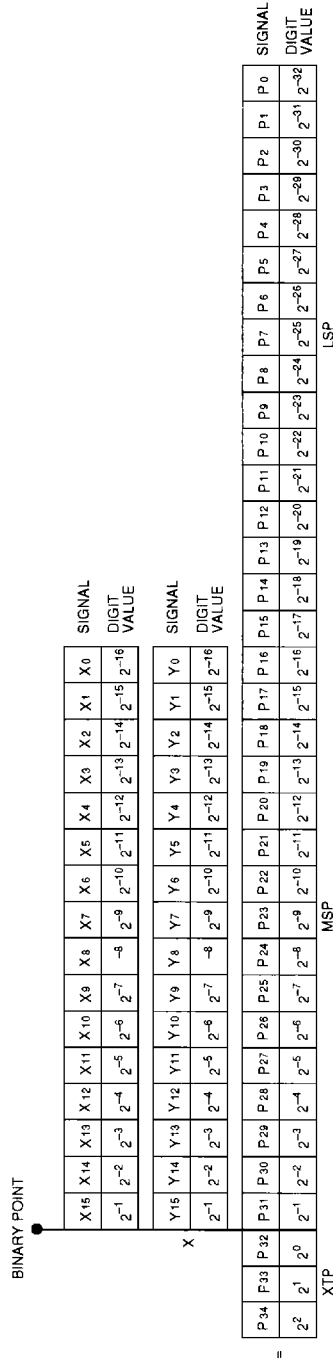 BINARY POINT
X15 X14 X13 X12 X11 X10 X9 X8 X7 X6 X5 X4 X3 X2 X1 X0 SIGNAL
2⁻¹ 2⁻² 2⁻³ 2⁻⁴ 2⁻⁵ 2⁻⁶ 2⁻⁷ −8 2⁻⁹ 2⁻¹⁰ 2⁻¹¹ 2⁻¹² 2⁻¹³ 2⁻¹⁴ 2⁻¹⁵ 2⁻¹⁶ DIGIT VALUE
Y15 Y14 Y13 Y12 Y11 Y10 Y9 Y8 Y7 Y6 Y5 Y4 Y3 Y2 Y1 Y0 SIGNAL
X 2⁻¹ 2⁻² 2⁻³ 2⁻⁴ 2⁻⁵ 2⁻⁶ 2⁻⁷ −8 2⁻⁹ 2⁻¹⁰ 2⁻¹¹ 2⁻¹² 2⁻¹³ 2⁻¹⁴ 2⁻¹⁵ 2⁻¹⁶ DIGIT VALUE
P34 P33 P32 P31 P30 P29 P28 P27 P26 P25 P24 P23 P22 P21 P20 P19 P18 P17 P16 P15 P14 P13 P12 P11 P10 P9 P8 P7 P6 P5 P4 P3 P2 P1 P0 SIGNAL
= 2² 2¹ 2⁰ 2⁻¹ 2⁻² 2⁻³ 2⁻⁴ 2⁻⁵ 2⁻⁶ 2⁻⁷ 2⁻⁸ 2⁻⁹ 2⁻¹⁰ 2⁻¹¹ 2⁻¹² 2⁻¹³ 2⁻¹⁴ 2⁻¹⁵ 2⁻¹⁶ 2⁻¹⁷ 2⁻¹⁸ 2⁻¹⁹ 2⁻²⁰ 2⁻²¹ 2⁻²² 2⁻²³ 2⁻²⁴ 2⁻²⁵ 2⁻²⁶ 2⁻²⁷ 2⁻²⁸ 2⁻²⁹ 2⁻³⁰ 2⁻³¹ 2⁻³² DIGIT VALUE
XTP MSP LSP